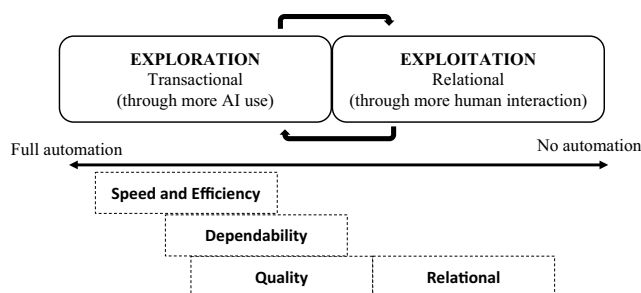 EXPLORATION
Transactional
(through more AI use)
EXPLOITATION
Relational
(through more human interaction)
Full automation
No automation
Speed and Efficiency
Dependability
Quality
Relational